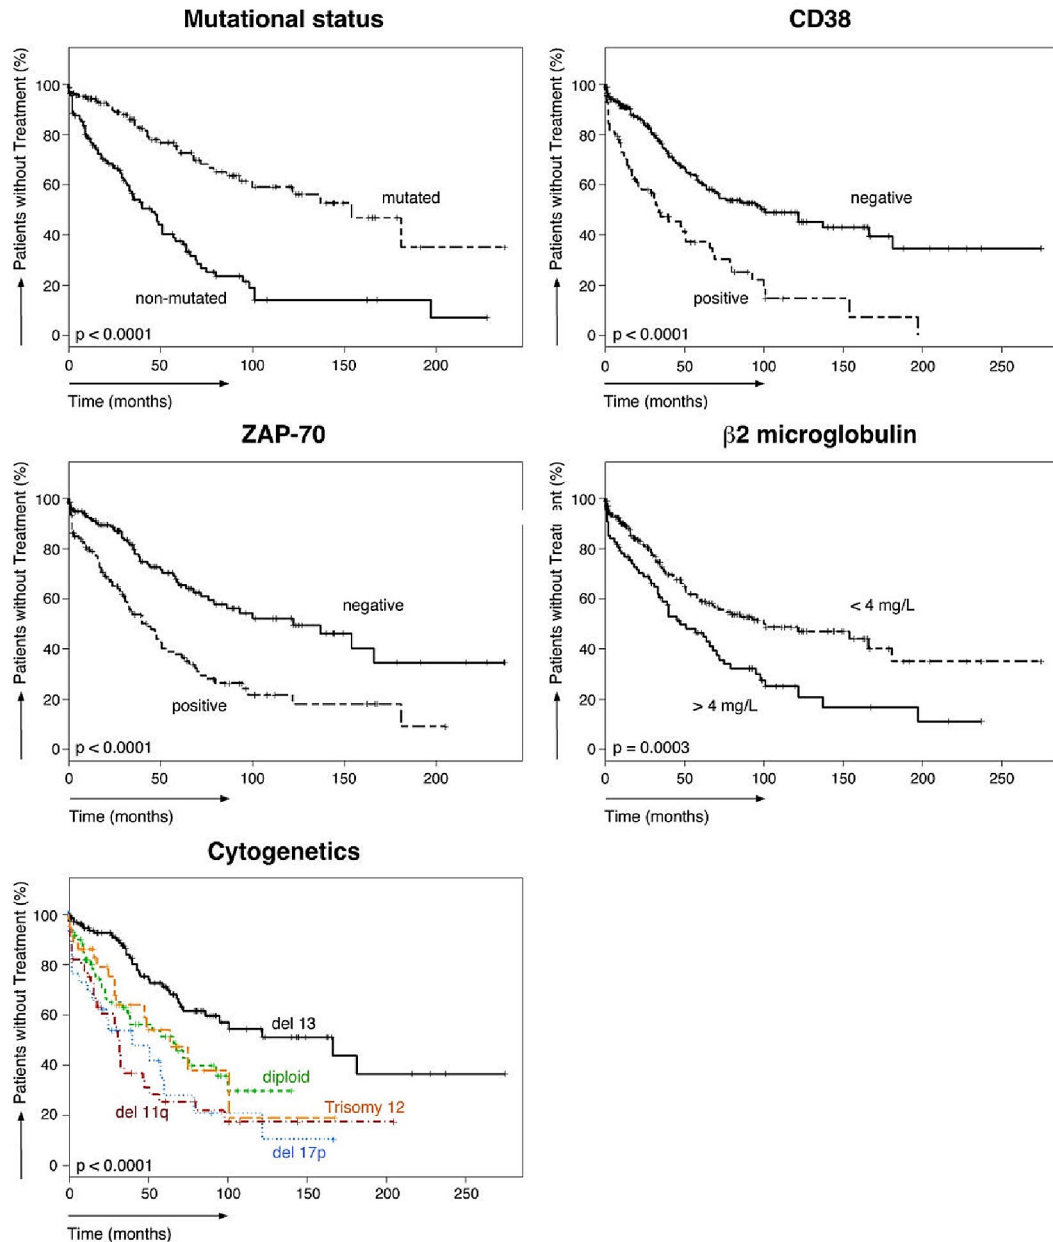 Mutational status
Patients without Treatment (%)
100
80
60
40
20
0
mutated
non-mutated
p < 0.0001
0 100 200
Time (months)
CD38
Patients without Treatment (%)
100
80
60
40
20
0
negative
positive
p < 0.0001
0 50 100 150 200 250
Time (months)
ZAP-70
Patients without Treatment (%)
100
80
60
40
20
0
negative
positive
p < 0.0001
0 100 200
Time (months)
β2 microglobulin
Patients without Treati ent (%)
100
80
60
40
20
0
< 4 mg/L
> 4 mg/L
p = 0.0003
0 50 100 150 200 250
Time (months)
Cytogenetics
Patients without Treatment (%)
100
80
60
40
20
0
del 13
diploid
Trisomy 12
del 11q
del 17p
p < 0.0001
0 50 100 150 200 250
Time (months)